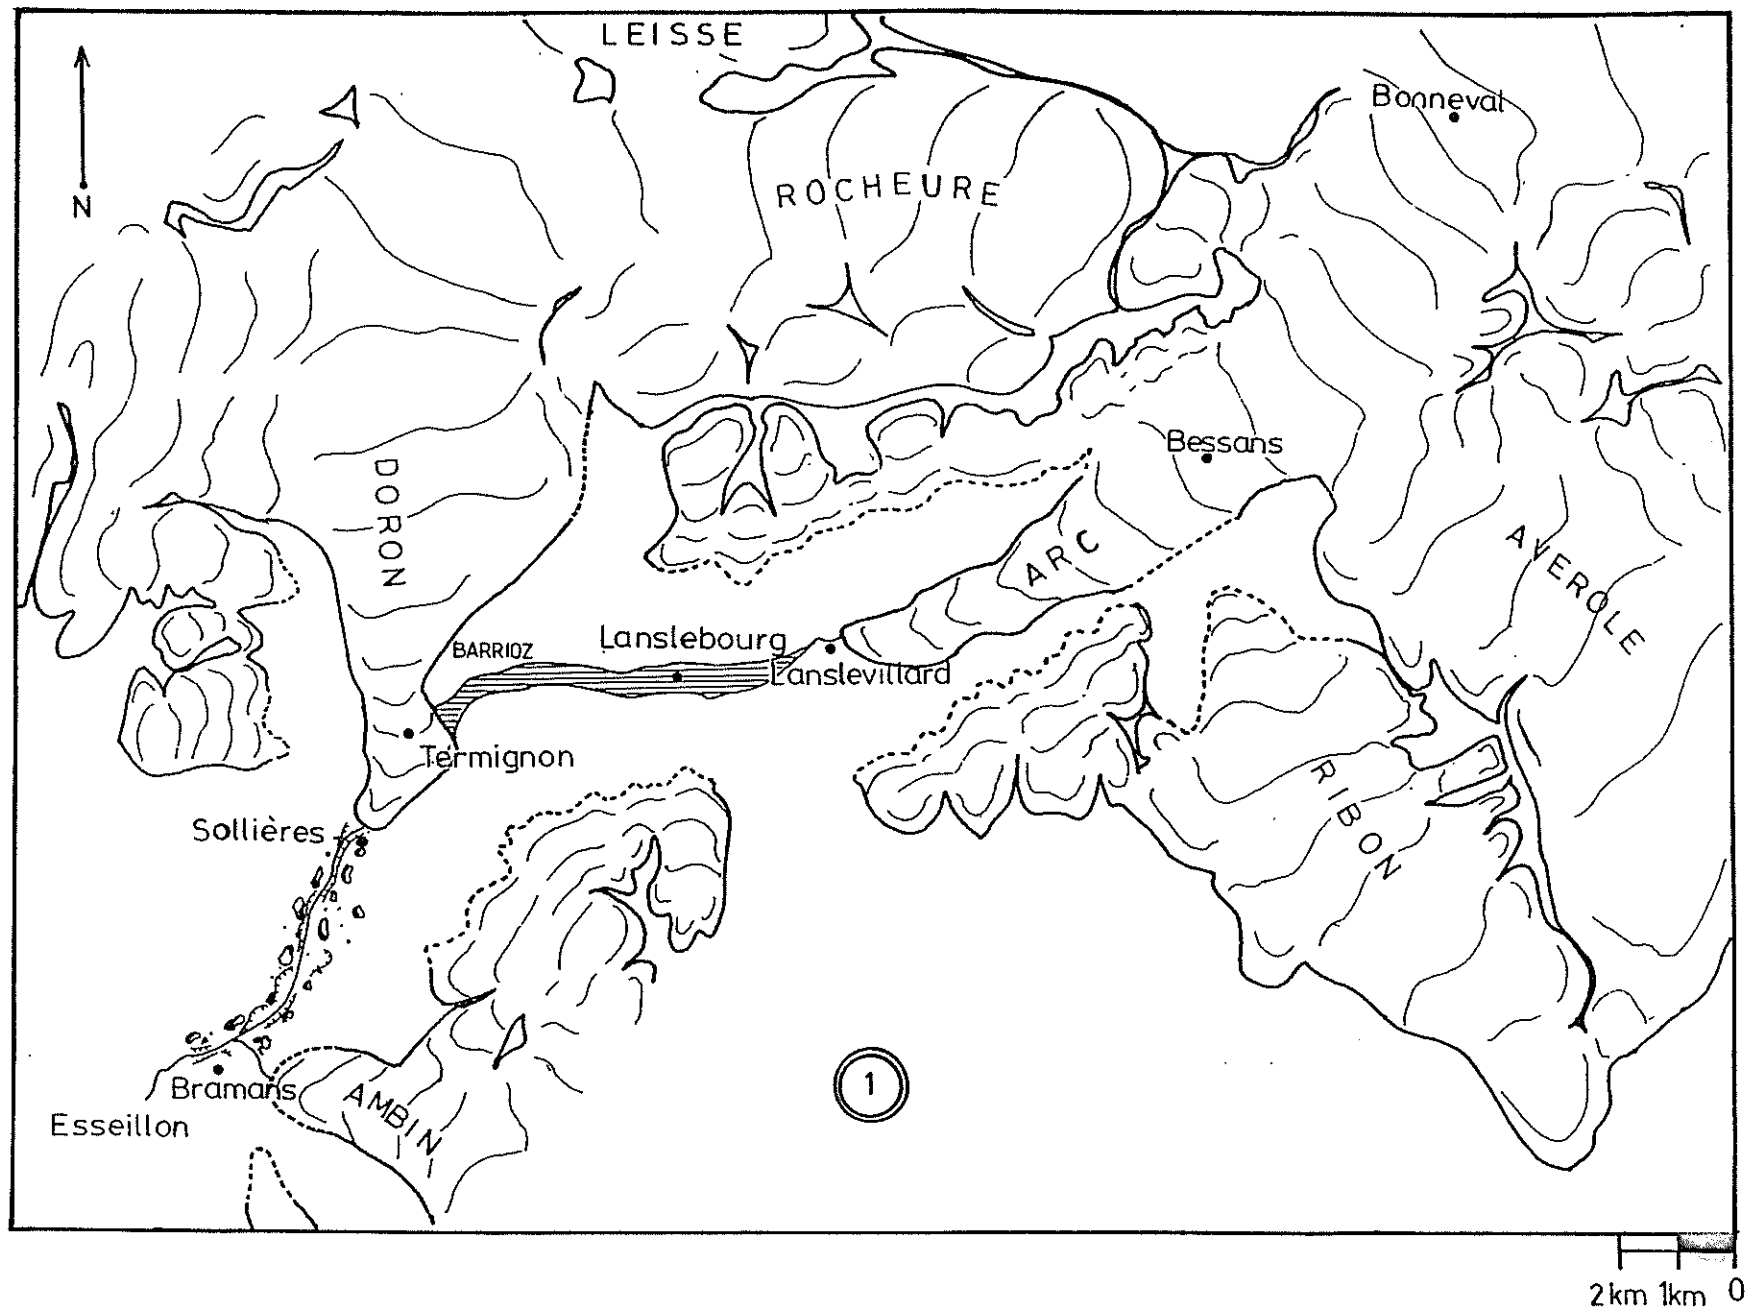 LEISSE
Bonneval
ROCHEURE
N
Bessans
DORON
ARC
AVEROLE
BARRIOZ
Lanslebourg
Lanslevillard
Termignon
RIBON
Sollières
1
Bramans
AMBIN
Esseillon
2km 1km 0